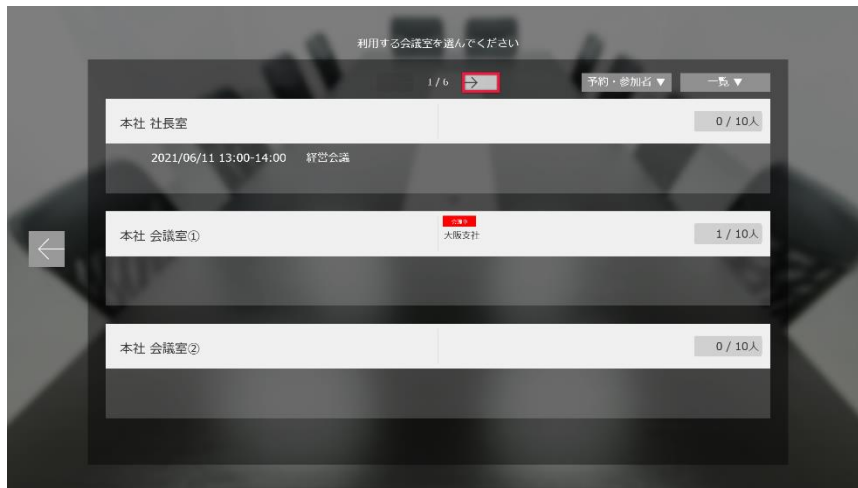 利用する会議室を選んでください
1 / 6
予約・参加者 ▼
一覧 ▼
本社 社長室
0 / 10人
2021/06/11 13:00-14:00 経営会議
会議中
本社 会議室①
大阪支社
1 / 10人
本社 会議室②
0 / 10人